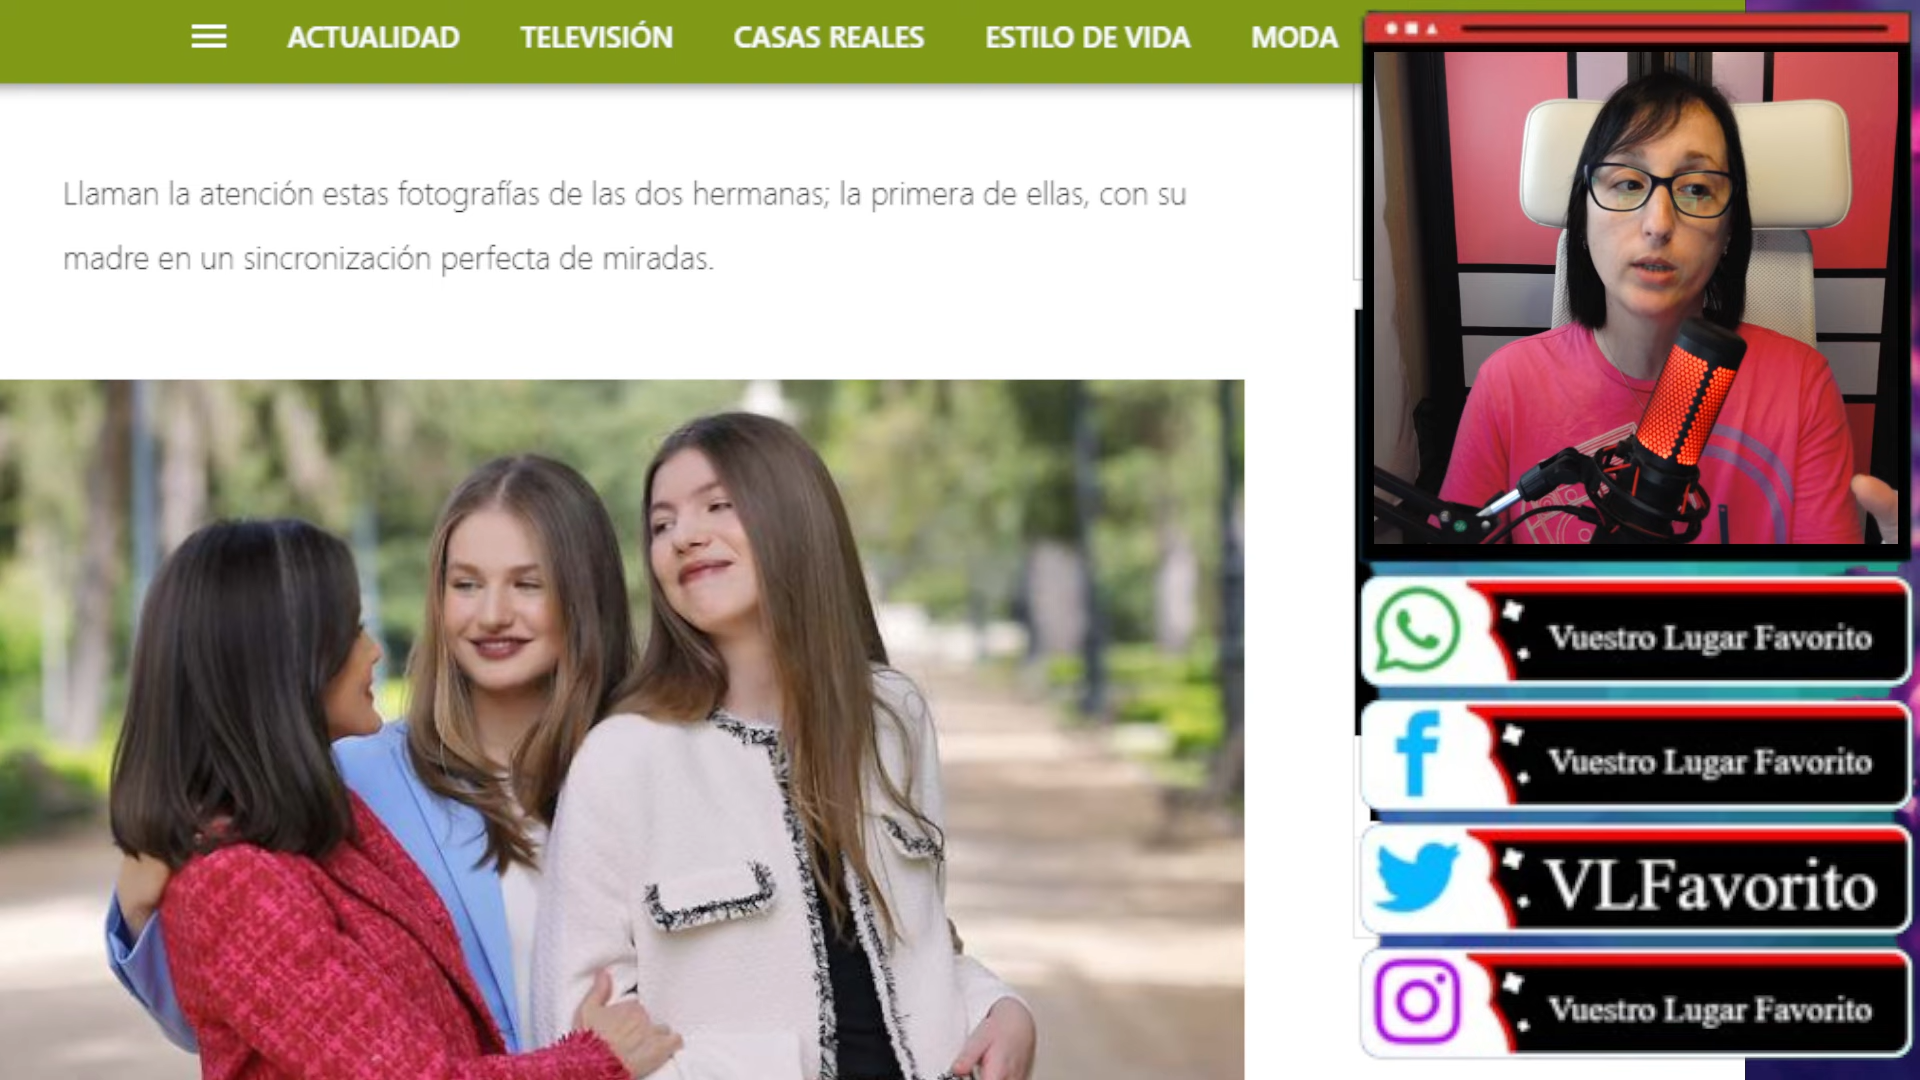 ACTUALIDAD TELEVISIÓN CASAS REALES ESTILO DE VIDA MODA
Llaman la atención estas fotografías de las dos hermanas; la primera de ellas, con su
madre en un sincronización perfecta de miradas.
Vuestro Lugar Favorito
Vuestro Lugar Favorito
VLFavorito
Vuestro Lugar Favorito